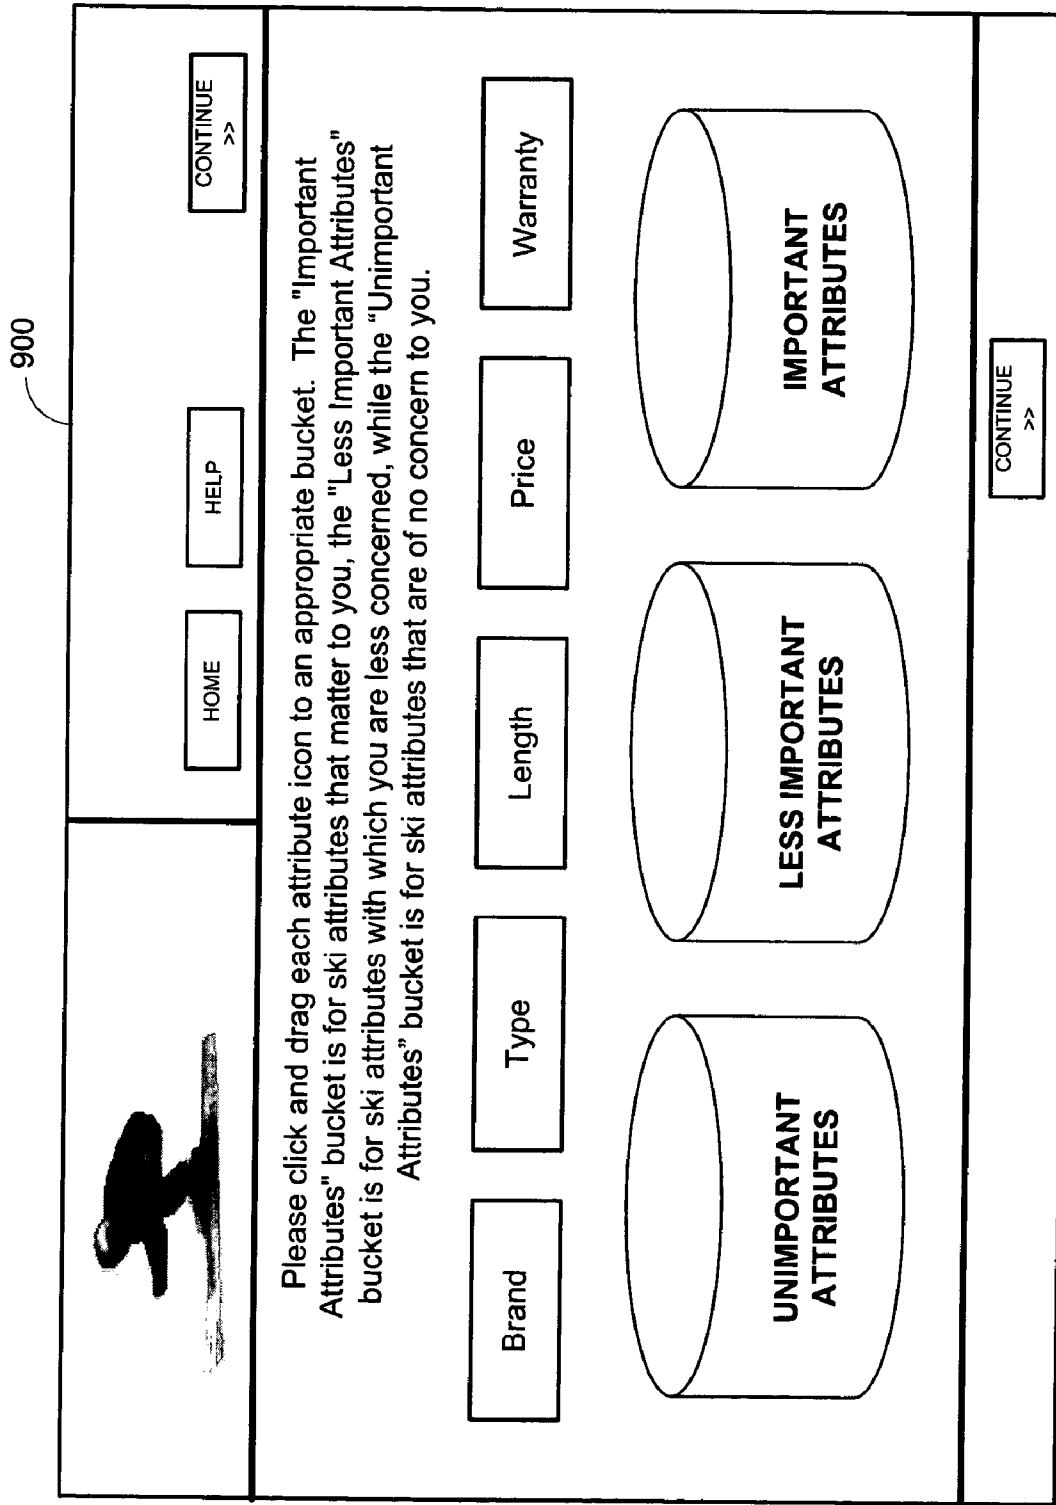 900
HOME
HELP
CONTINUE
>>
Please click and drag each attribute icon to an appropriate bucket. The "Important
Attributes" bucket is for ski attributes that matter to you, the "Less Important Attributes"
bucket is for ski attributes with which you are less concerned, while the "Unimportant
Attributes" bucket is for ski attributes that are of no concern to you.
Brand
Type
Length
Price
Warranty
UNIMPORTANT
ATTRIBUTES
LESS IMPORTANT
ATTRIBUTES
IMPORTANT
ATTRIBUTES
CONTINUE
>>